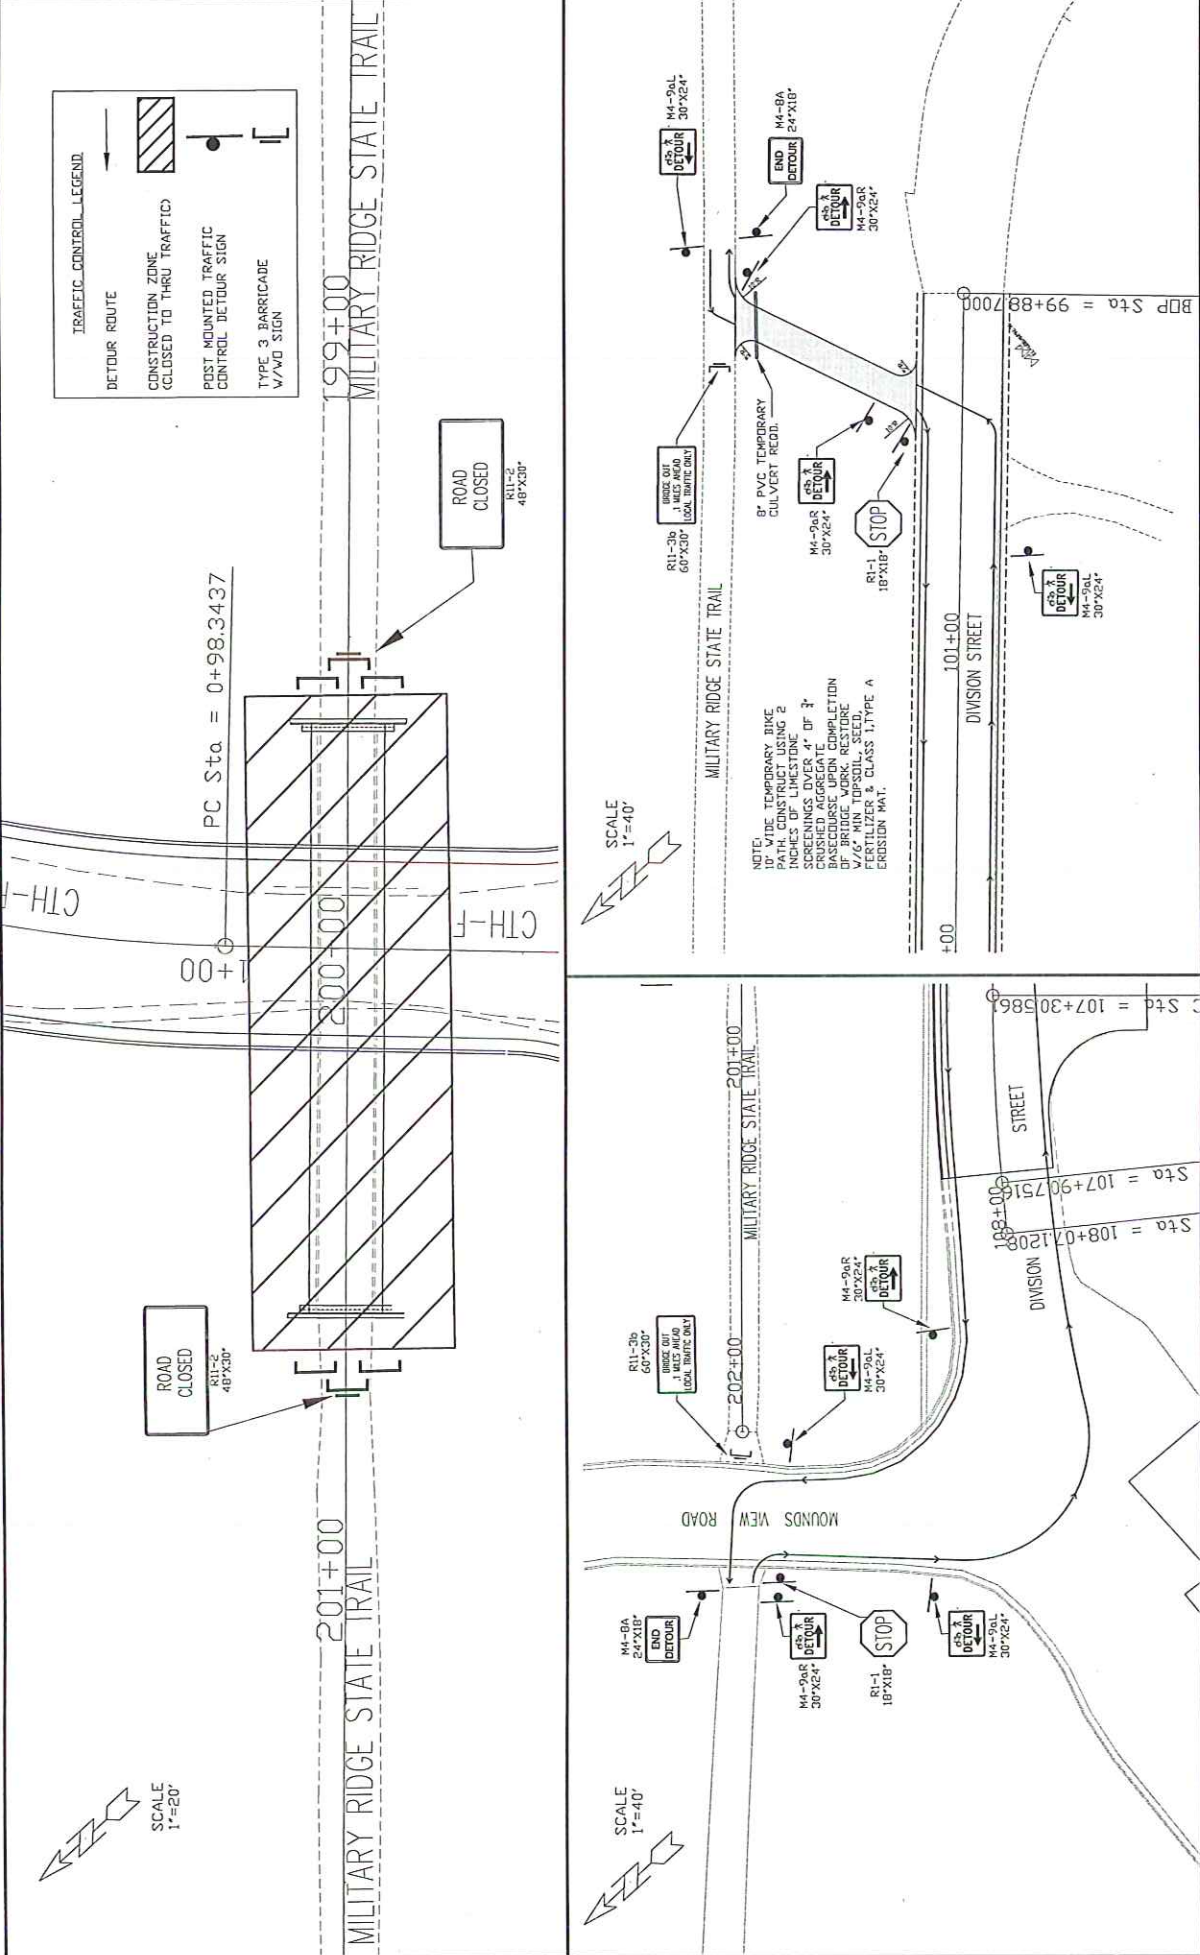 TRAFFIC CONTROL LEGEND
DETOUR ROUTE
CONSTRUCTION ZONE
(CLOSED TO THRU TRAFFIC)
POST MOUNTED TRAFFIC
CONTROL DETOUR SIGN
TYPE 3 BARRICADE
W/WO SIGN
SCALE
1"=20'
MILITARY RIDGE STATE TRAIL
201+00
ROAD
CLOSED
R11-2
48"X30"
CTH-F
CTH-F
1+00
200+00
PC Sta = 0+98.3437
ROAD
CLOSED
R11-2
48"X30"
199+00
MILITARY RIDGE STATE TRAIL
SCALE
1"=40'
M4-8A
24"X18"
END
DETOUR
M4-9aR
30"X24"
DETOUR
R1-1
18"X18"
STOP
DETOUR
M4-9aL
30"X24"
MOUNDS VIEW ROAD
R11-3b
60"X30"
BRIDGE OUT
.1 MILES AHEAD
LOCAL TRAFFIC ONLY
DETOUR
M4-9aL
30"X24"
M4-9aR
30"X24"
DETOUR
202+00
201+00
MILITARY RIDGE STATE TRAIL
DIVISION
STREET
108+00
Sta = 108+07.1208
Sta = 107+90.7516
C Sta = 107+30.5861
SCALE
1"=40'
MILITARY RIDGE STATE TRAIL
NOTE:
10' WIDE TEMPORARY BIKE
PATH. CONSTRUCT USING 2
INCHES OF LIMESTONE
SCREENINGS OVER 4" OF ¾"
CRUSHED AGGREGATE
BASECOURSE UPON COMPLETION
OF BRIDGE WORK. RESTORE
W/6" MIN TOPSOIL, SEED,
FERTILIZER & CLASS 1,TYPE A
EROSION MAT.
R11-3b
60"X30"
BRIDGE OUT
.1 MILES AHEAD
LOCAL TRAFFIC ONLY
8" PVC TEMPORARY
CULVERT REQD.
M4-9aR
30"X24"
DETOUR
R1-1
18"X18"
STOP
M4-9aL
30"X24"
DETOUR
M4-8A
24"X18"
END
DETOUR
DETOUR
M4-9aR
30"X24"
DETOUR
M4-9aL
30"X24"
+00
101+00
DIVISION STREET
BOP Sta = 99+88.7000